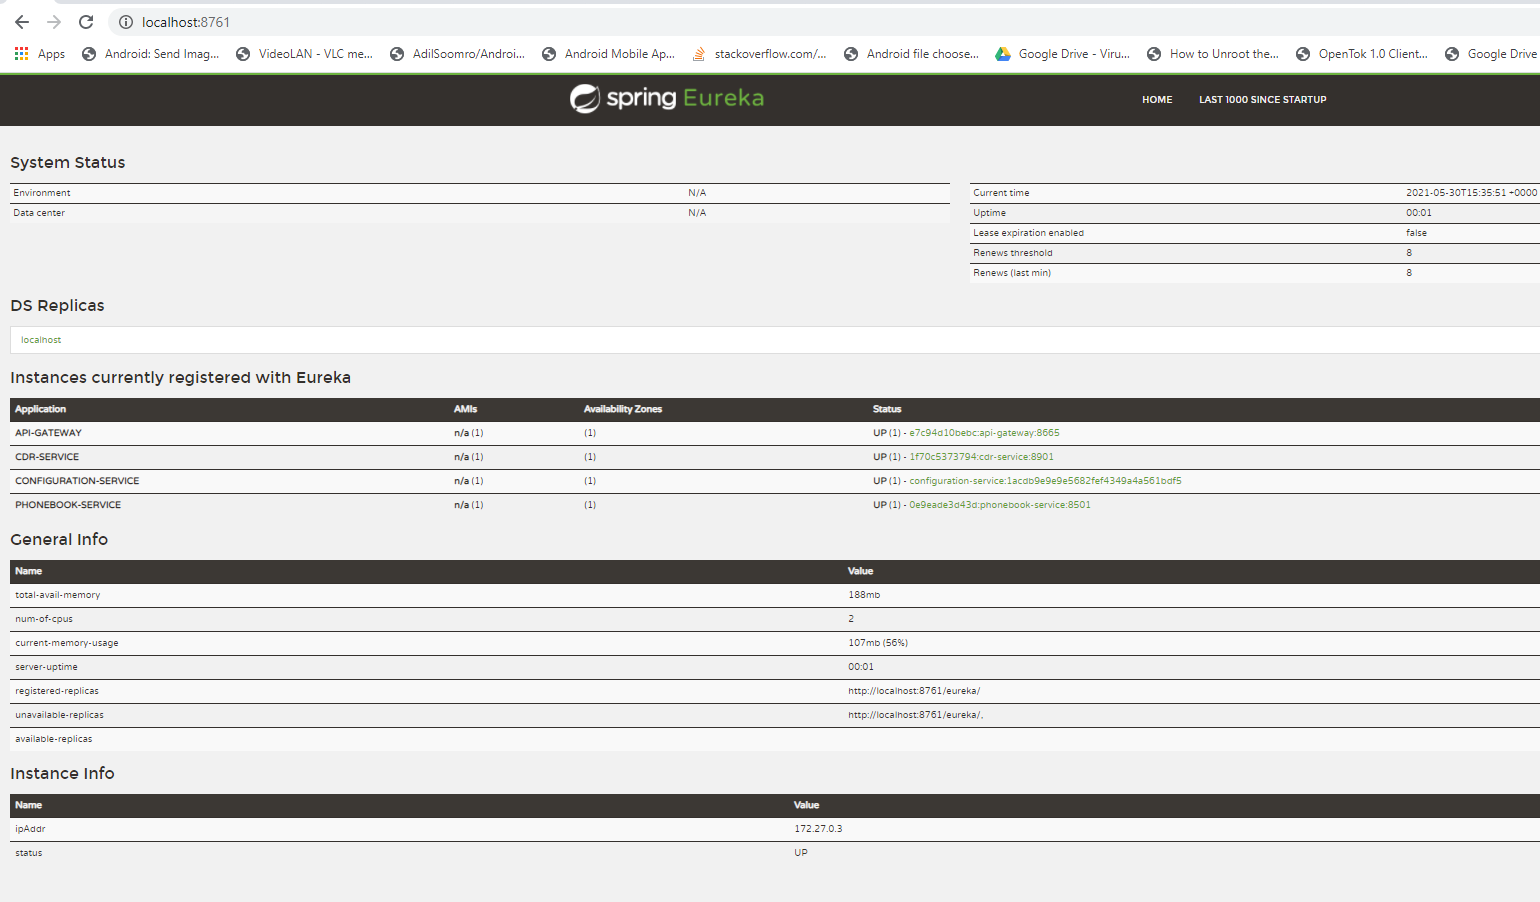 localhost:8761
Apps Android: Send Imag... VideoLAN - VLC me... AdilSoomro/Androi... Android Mobile Ap... stackoverflow.com/... Android file choose... Google Drive - Viru... How to Unroot the... OpenTok 1.0 Client... Google Drive
spring Eureka HOME LAST 1000 SINCE STARTUP
System Status
Environment N/A Current time 2021-05-30T15:35:51 +0000
Data center N/A Uptime 00:01
Lease expiration enabled false
Renews threshold 8
Renews (last min) 8
DS Replicas
localhost
Instances currently registered with Eureka
Application AMIs Availability Zones Status
API-GATEWAY n/a (1) (1) UP (1) - e7c94d10bebc:api-gateway:8665
CDR-SERVICE n/a (1) (1) UP (1) - 1f70c5373794:cdr-service:8901
CONFIGURATION-SERVICE n/a (1) (1) UP (1) - configuration-service:1acdb9e9e9e5682fef4349a4a561bdf5
PHONEBOOK-SERVICE n/a (1) (1) UP (1) - 0e9eade3d43d:phonebook-service:8501
General Info
Name Value
total-avail-memory 188mb
num-of-cpus 2
current-memory-usage 107mb (56%)
server-uptime 00:01
registered-replicas http://localhost:8761/eureka/
unavailable-replicas http://localhost:8761/eureka/,
available-replicas
Instance Info
Name Value
ipAddr 172.27.0.3
status UP